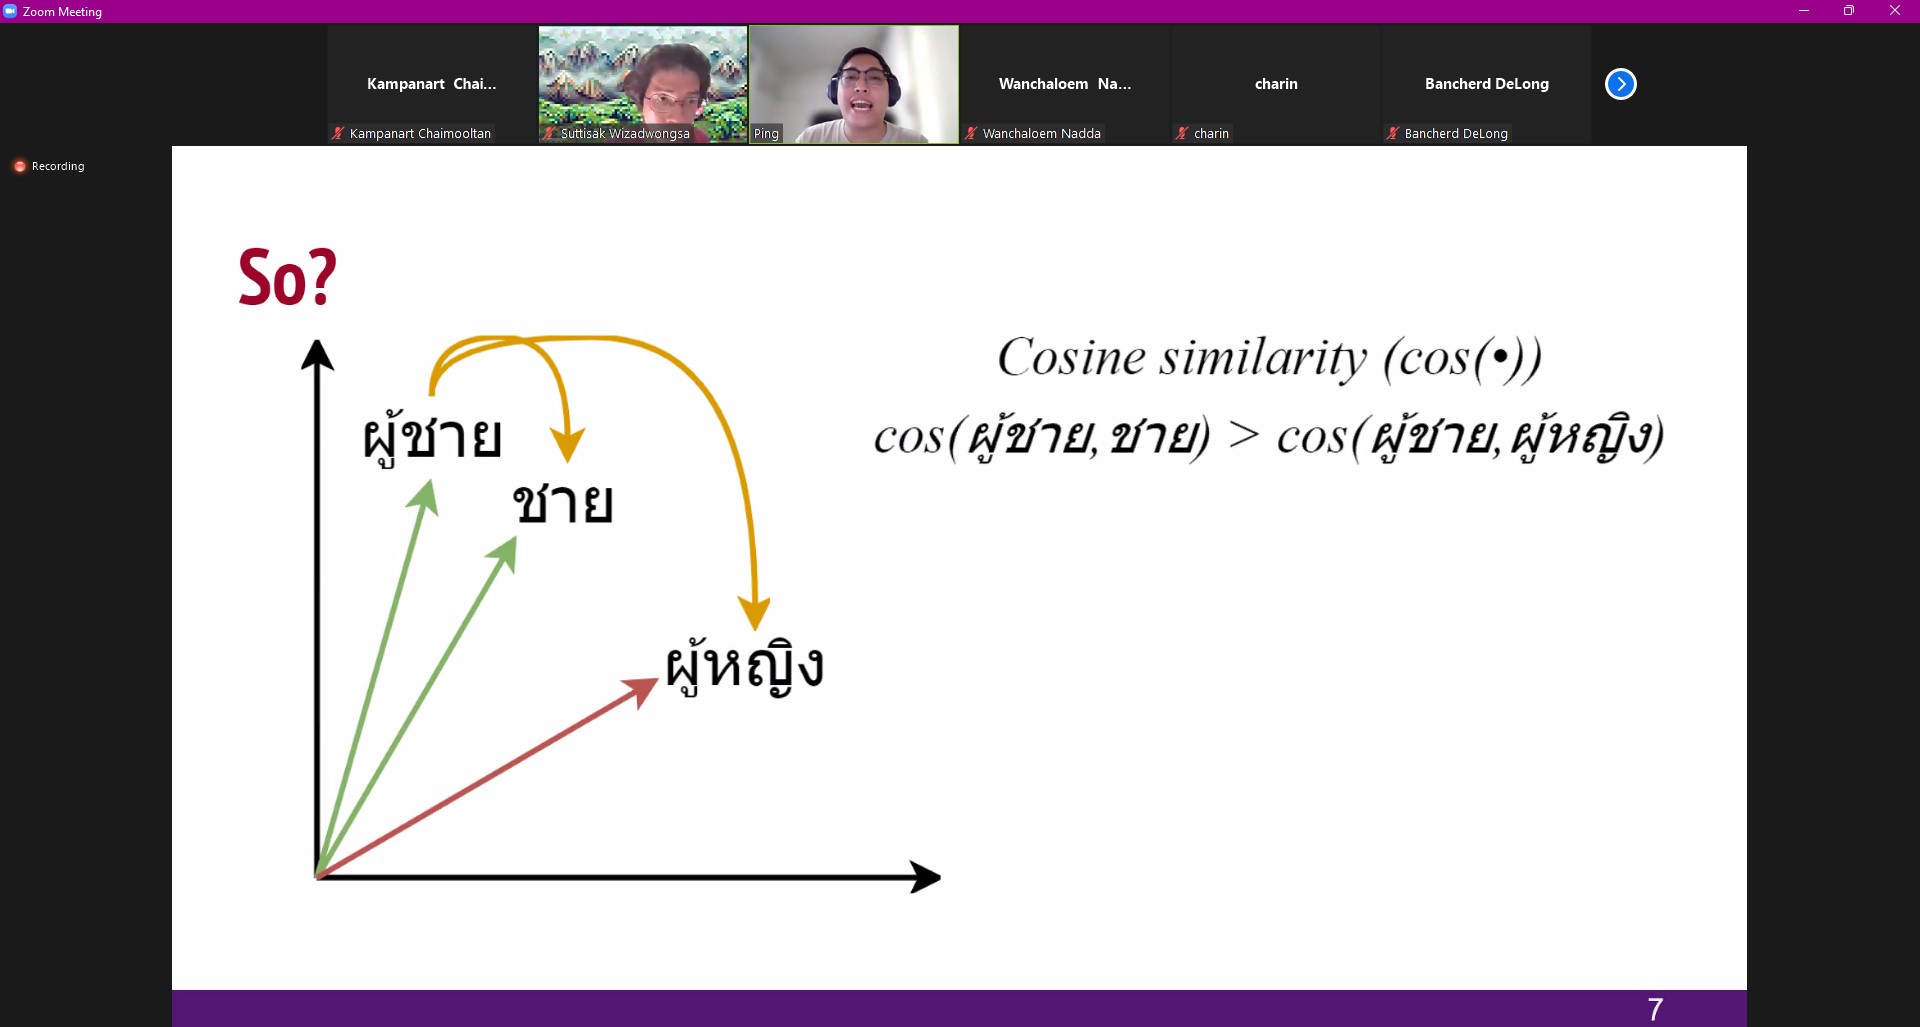 Zoom Meeting
Kampanart Chai...
Wanchaloem Na...
charin
Bancherd DeLong
Kampanart Chaimooltan
Suttisak Wizadwongsa
Ping
Wanchaloem Nadda
charin
Bancherd DeLong
Recording
So?
ผู้ชาย
ชาย
ผู้หญิง
Cosine similarity (cos(•))
cos(ผู้ชาย, ชาย) > cos(ผู้ชาย, ผู้หญิง)
7